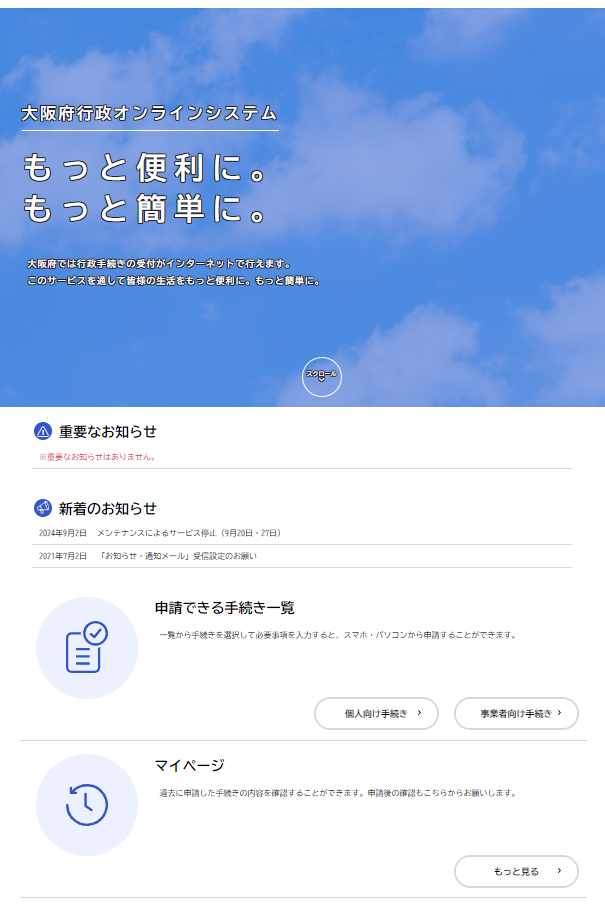 大阪府行政オンラインシステム
もっと便利に。
もっと簡単に。
大阪府では行政手続きの受付がインターネットで行えます。
このサービスを通して皆様の生活をもっと便利に。もっと簡単に。
スクロール
重要なお知らせ
※重要なお知らせはありません。
新着のお知らせ
2024年9月2日 メンテナンスによるサービス停止（9月20日・27日）
2021年7月2日 「お知らせ・通知メール」受信設定のお願い
申請できる手続き一覧
一覧から手続きを選択して必要事項を入力すると、スマホ・パソコンから申請することができます。
個人向け手続き 事業者向け手続き
マイページ
過去に申請した手続きの内容を確認することができます。申請後の確認もこちらからお願いします。
もっと見る